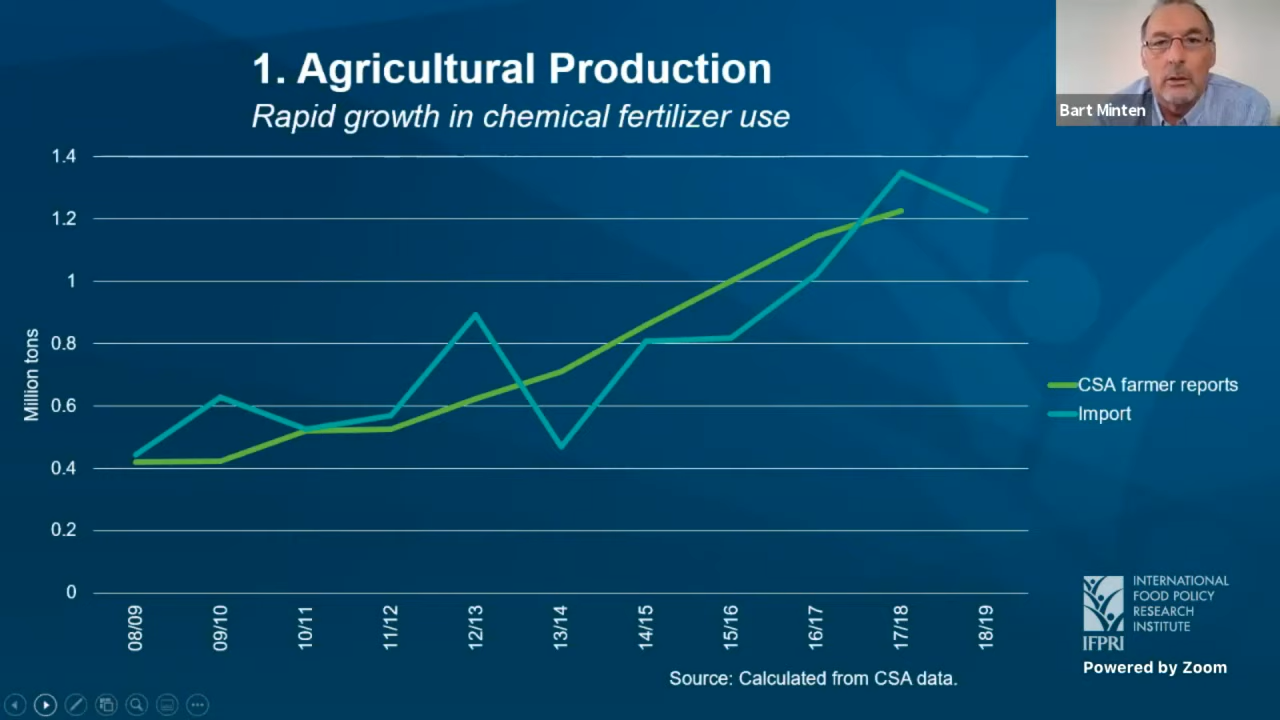 1. Agricultural Production
Rapid growth in chemical fertilizer use
Bart Minten
1.4
1.2
1
0.8
0.6
0.4
0.2
0
Million tons
08/09
09/10
10/11
11/12
12/13
13/14
14/15
15/16
16/17
17/18
18/19
CSA farmer reports
Import
INTERNATIONAL
FOOD POLICY
RESEARCH
INSTITUTE
IFPRI
Powered by Zoom
Source: Calculated from CSA data.